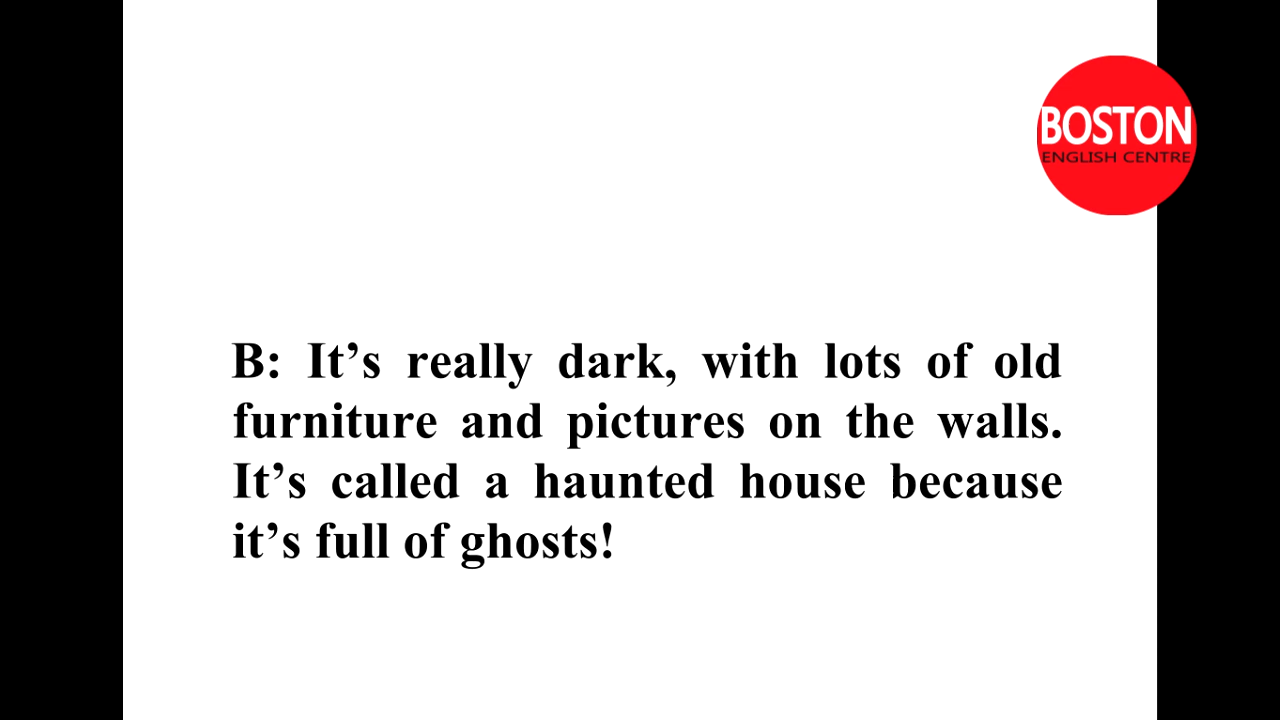 BOSTON
ENGLISH CENTRE
B: It’s really dark, with lots of old
furniture and pictures on the walls.
It’s called a haunted house because
it’s full of ghosts!